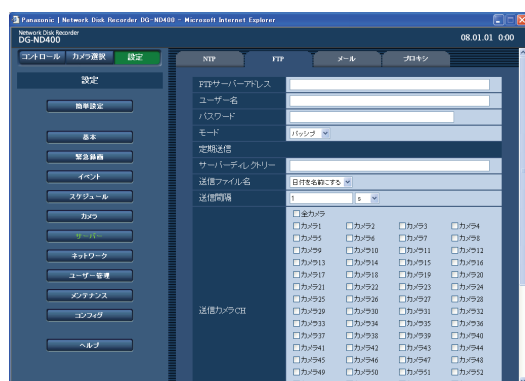 Panasonic | Network Disk Recorder DG-ND400 - Microsoft Internet Explorer
Network Disk Recorder
DG-ND400
08.01.01 0:00
コントロール カメラ選択 設定
NTP FTP メール プロキシ
設定
簡単設定
基本
緊急録画
イベント
スケジュール
カメラ
サーバー
ネットワーク
ユーザー管理
メンテナンス
コンフィグ
ヘルプ
FTPサーバーアドレス
ユーザー名
パスワード
モード パッシブ
定期送信
サーバーディレクトリー
送信ファイル名 日付を名前にする
送信間隔 1 s
送信カメラCH
全カメラ
カメラ1 カメラ2 カメラ3 カメラ4
カメラ5 カメラ6 カメラ7 カメラ8
カメラ9 カメラ10 カメラ11 カメラ12
カメラ13 カメラ14 カメラ15 カメラ16
カメラ17 カメラ18 カメラ19 カメラ20
カメラ21 カメラ22 カメラ23 カメラ24
カメラ25 カメラ26 カメラ27 カメラ28
カメラ29 カメラ30 カメラ31 カメラ32
カメラ33 カメラ34 カメラ35 カメラ36
カメラ37 カメラ38 カメラ39 カメラ40
カメラ41 カメラ42 カメラ43 カメラ44
カメラ45 カメラ46 カメラ47 カメラ48
カメラ49 カメラ50 カメラ51 カメラ52